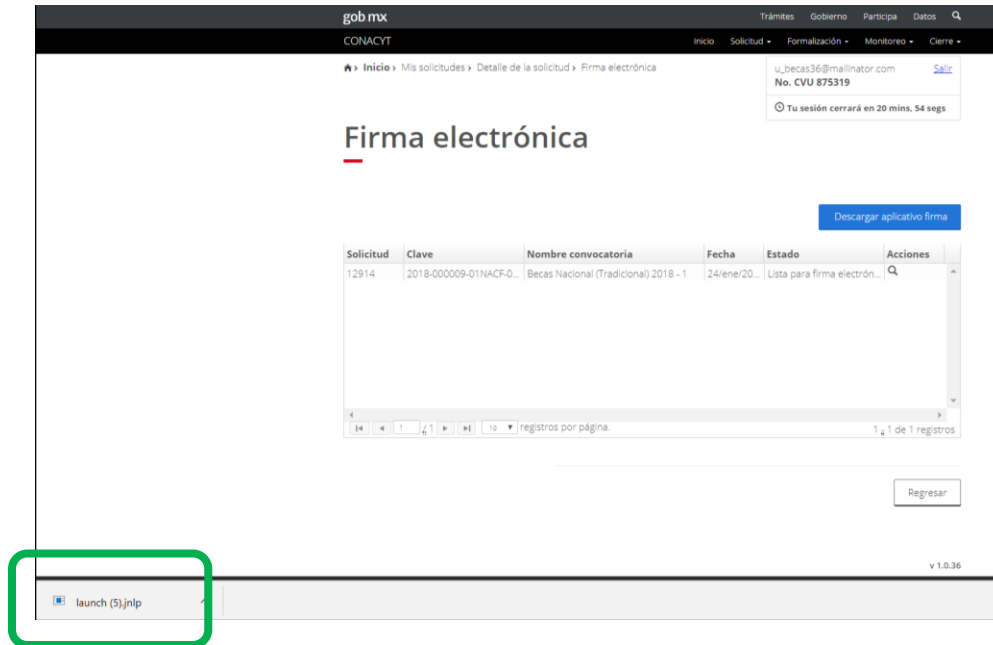 gob mx
Trámites Gobierno Participa Datos
CONACYT
Inicio Solicitud Formalización Monitoreo Cierre
Inicio › Mis solicitudes › Detalle de la solicitud › Firma electrónica
u_becas36@mailinator.com Salir
No. CVU 875319
Tu sesión cerrará en 20 mins, 54 segs
Firma electrónica
Descargar aplicativo firma
Solicitud Clave Nombre convocatoria Fecha Estado Acciones
12914 2018-000009-01NACF-0... Becas Nacional (Tradicional) 2018 - 1 24/ene/20... Lista para firma electrón...
1 / 1 10 registros por página.
1 a 1 de 1 registros
Regresar
v 1.0.36
launch (5).jnlp